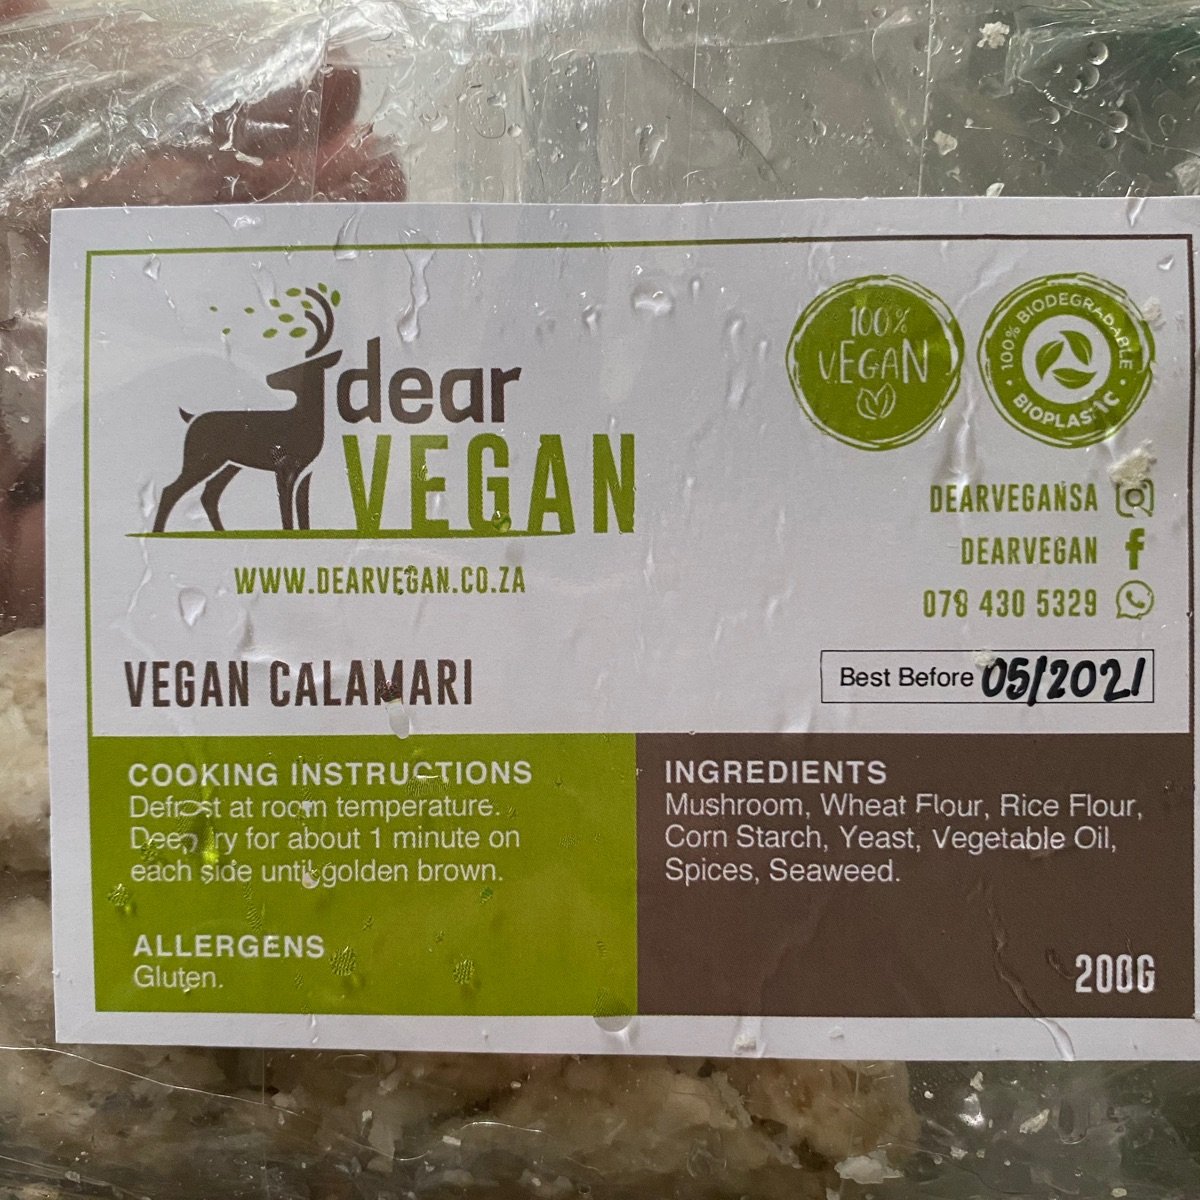 dear
VEGAN
WWW.DEARVEGAN.CO.ZA
100%
VEGAN
100% BIODEGRADABLE
BIOPLASTIC
DEARVEGANSA
DEARVEGAN
078 430 5329
VEGAN CALAMARI
Best Before 05/2021
COOKING INSTRUCTIONS
Defrost at room temperature.
Deep fry for about 1 minute on
each side until golden brown.
ALLERGENS
Gluten.
INGREDIENTS
Mushroom, Wheat Flour, Rice Flour,
Corn Starch, Yeast, Vegetable Oil,
Spices, Seaweed.
200G